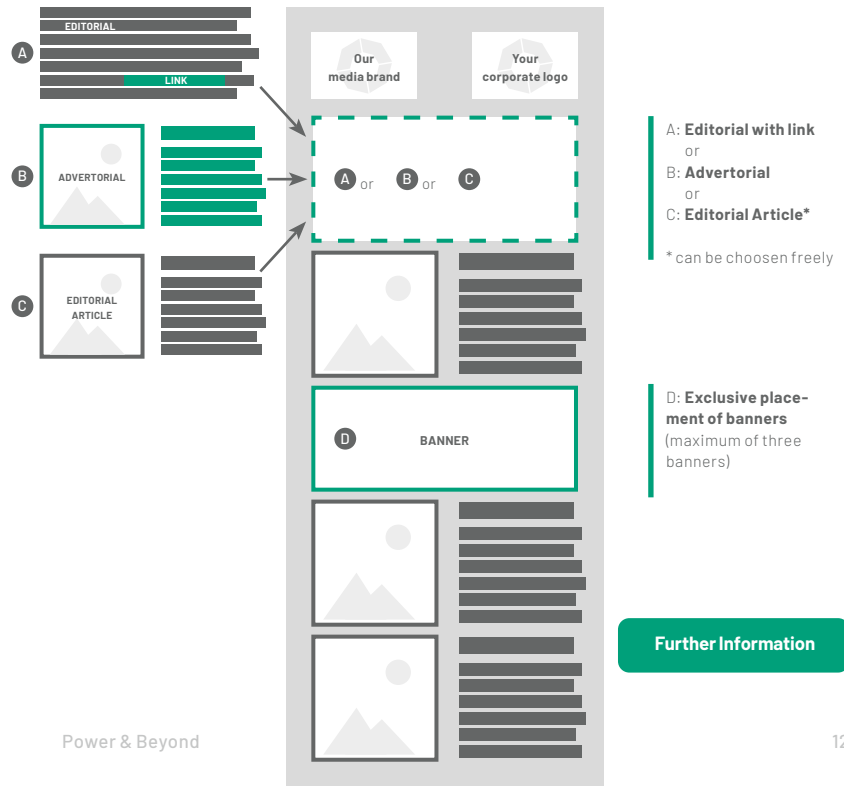 EDITORIAL
A
LINK
B
ADVERTORIAL
C
EDITORIAL
ARTICLE
Our
media brand
Your
corporate logo
A or B or C
D BANNER
A: Editorial with link
or
B: Advertorial
or
C: Editorial Article*
* can be choosen freely
D: Exclusive place-
ment of banners
(maximum of three
banners)
Further Information
Power & Beyond
12